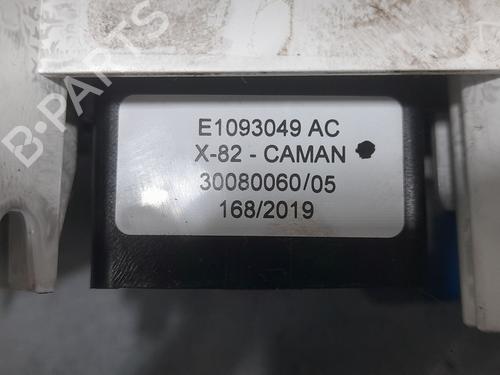 B-PARTS
E1093049 AC
X-82 - CAMAN
30080060/05
168/2019